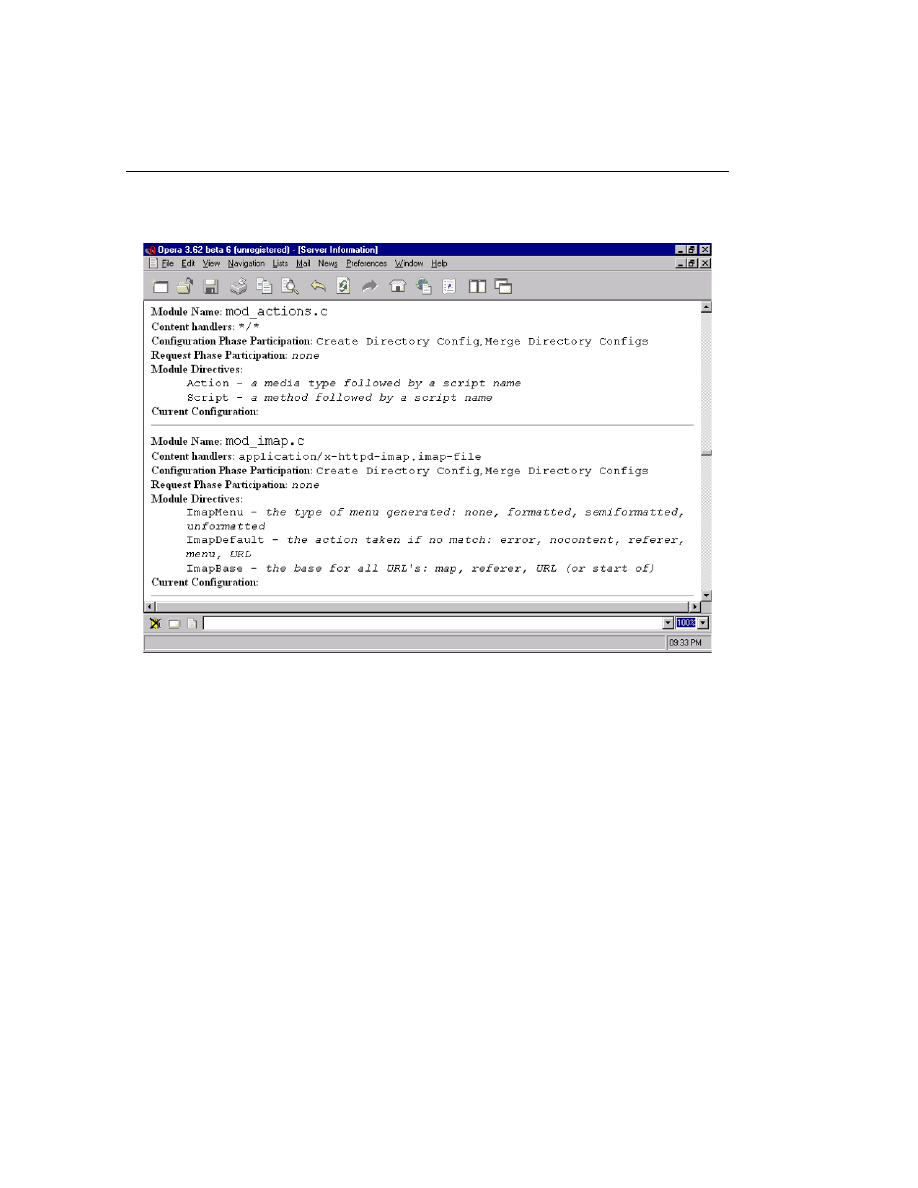 Opera 3.62 beta 6 (unregistered) - [Server Information]
File Edit View Navigation Lists Mail News Preferences Window Help
Module Name: mod_actions.c
Content handlers: */*
Configuration Phase Participation: Create Directory Config,Merge Directory Configs
Request Phase Participation: none
Module Directives:
Action - a media type followed by a script name
Script - a method followed by a script name
Current Configuration:
Module Name: mod_imap.c
Content handlers: application/x-httpd-imap,imap-file
Configuration Phase Participation: Create Directory Config,Merge Directory Configs
Request Phase Participation: none
Module Directives:
ImapMenu - the type of menu generated: none, formatted, semiformatted,
unformatted
ImapDefault - the action taken if no match: error, nocontent, referer,
menu, URL
ImapBase - the base for all URL's: map, referer, URL (or start of)
Current Configuration:
100%
09:33 PM